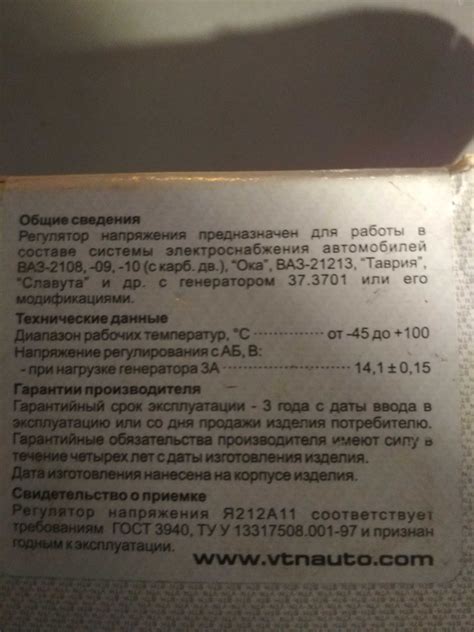 Общие сведения
Регулятор напряжения предназначен для работы в
составе системы электроснабжения автомобилей
ВАЗ-2108, -09, -10 (с карб. дв.), "Ока", ВАЗ-21213, "Таврия",
"Славута" и др. с генератором 37.3701 или его
модификациями.
Технические данные
Диапазон рабочих температур, °С ............... от -45 до +100
Напряжение регулирования с АБ, В:
- при нагрузке генератора 3А ........................ 14,1 ± 0,15
Гарантии производителя
Гарантийный срок эксплуатации - 3 года с даты ввода в
эксплуатацию или со дня продажи изделия потребителю.
Гарантийные обязательства производителя имеют силу в
течение четырех лет с даты изготовления изделия.
Дата изготовления нанесена на корпусе изделия.
Свидетельство о приемке
Регулятор напряжения Я212А11 соответствует
требованиям ГОСТ 3940, ТУ У 13317508.001-97 и признан
годным к эксплуатации.
www.vtnauto.com